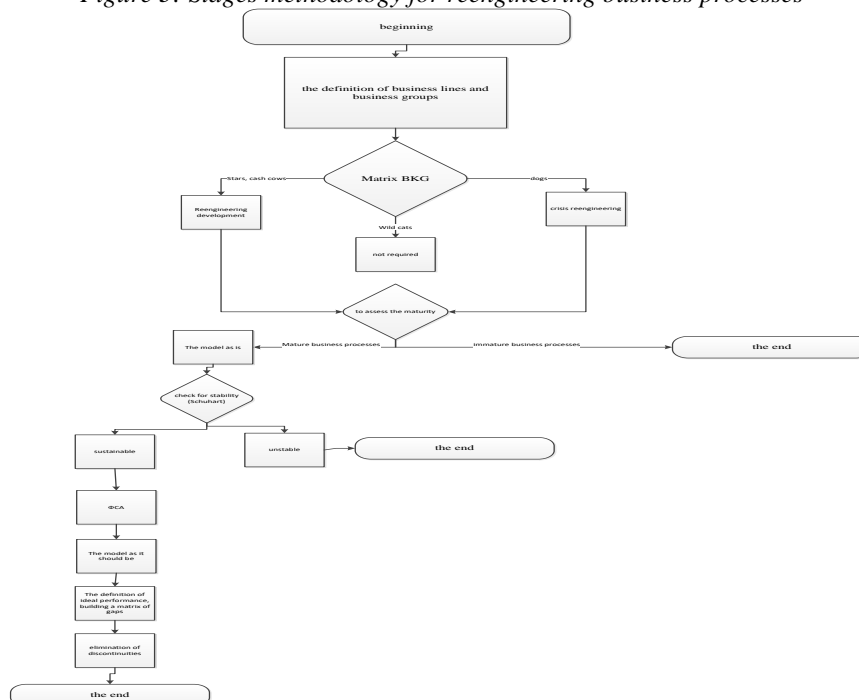 Figure 3. Stages methodology for reengineering business processes
beginning
the definition of business lines and
business groups
Matrix BKG
Stars, cash cows
dogs
Reengineering
development
crisis reengineering
Wild cats
not required
to assess the maturity
The model as is
Mature business processes
Immature business processes
the end
check for stability
(Schuhart)
sustainable
unstable
the end
ФСА
The model as it
should be
The definition of
ideal performance,
building a matrix of
gaps
elimination of
discontinuities
the end